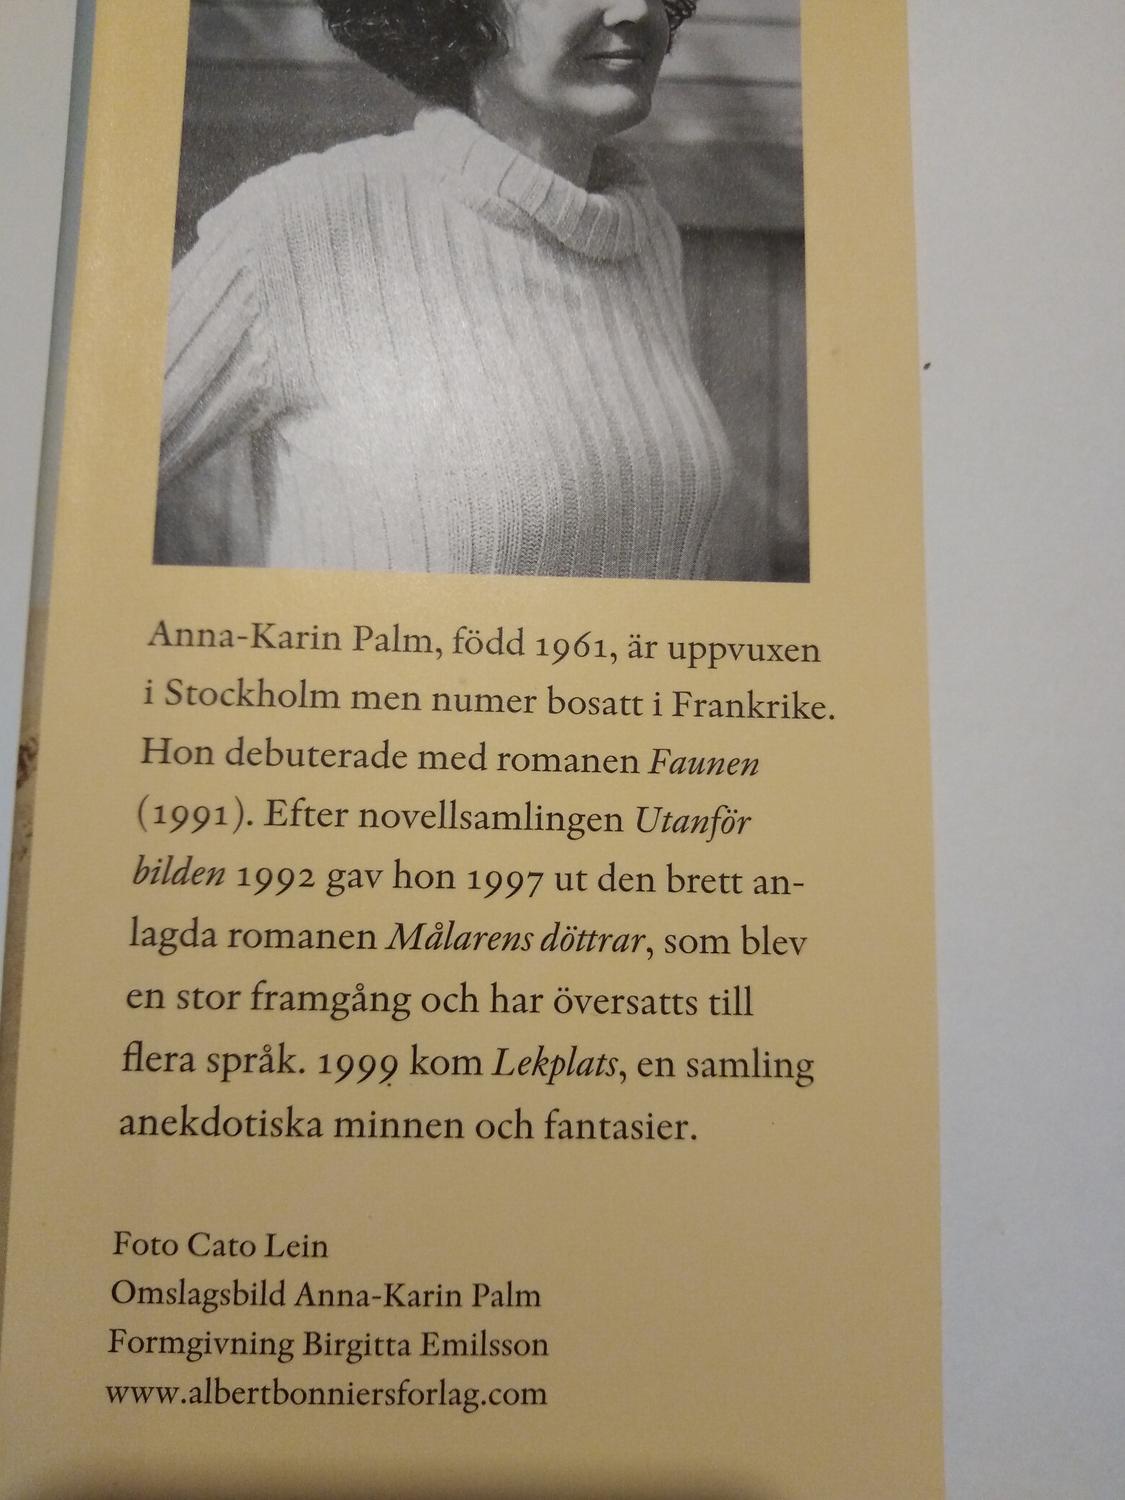 Anna-Karin Palm, född 1961, är uppvuxen
i Stockholm men numer bosatt i Frankrike.
Hon debuterade med romanen Faunen
(1991). Efter novellsamlingen Utanför
bilden 1992 gav hon 1997 ut den brett an-
lagda romanen Målarens döttrar, som blev
en stor framgång och har översatts till
flera språk. 1999 kom Lekplats, en samling
anekdotiska minnen och fantasier.
Foto Cato Lein
Omslagsbild Anna-Karin Palm
Formgivning Birgitta Emilsson
www.albertbonniersforlag.com